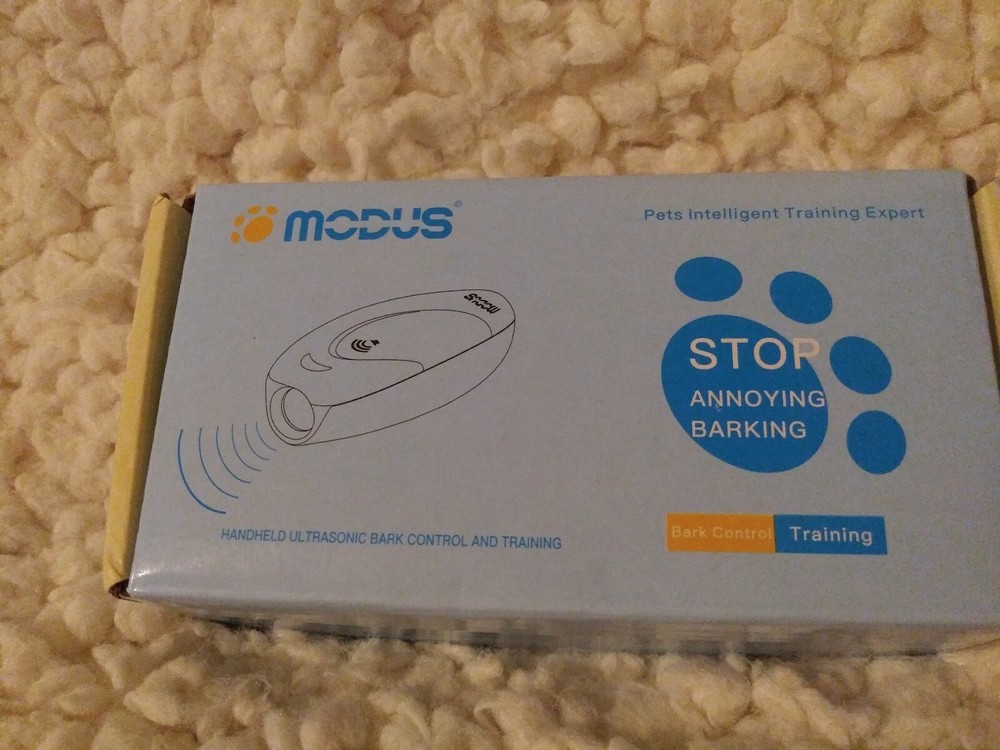 MODUS®
Pets Intelligent Training Expert
MODUS
STOP
ANNOYING
BARKING
HANDHELD ULTRASONIC BARK CONTROL AND TRAINING
Bark Control Training